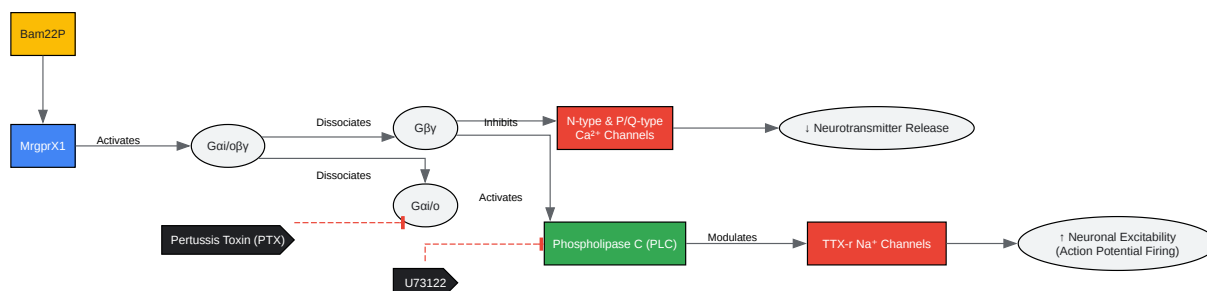 Bam22P
MrgprX1
Activates
Gαi/oβγ
Dissociates
Dissociates
Gβγ
Gαi/o
Inhibits
Activates
N-type & P/Q-type
Ca²⁺ Channels
↓ Neurotransmitter Release
Pertussis Toxin (PTX)
U73122
Phospholipase C (PLC)
Modulates
TTX-r Na⁺ Channels
↑ Neuronal Excitability
(Action Potential Firing)